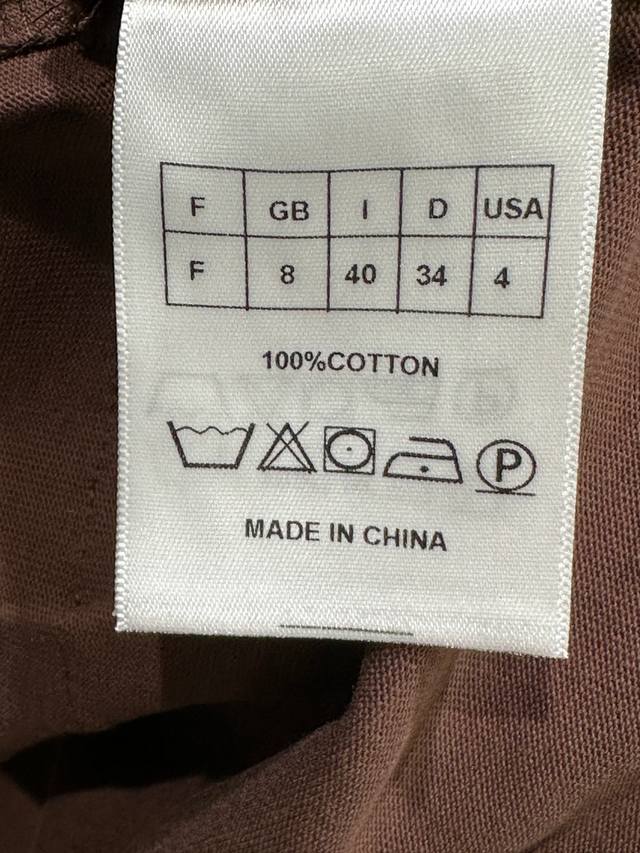 F GB I D USA
F 8 40 34 4
100%COTTON
P
MADE IN CHINA